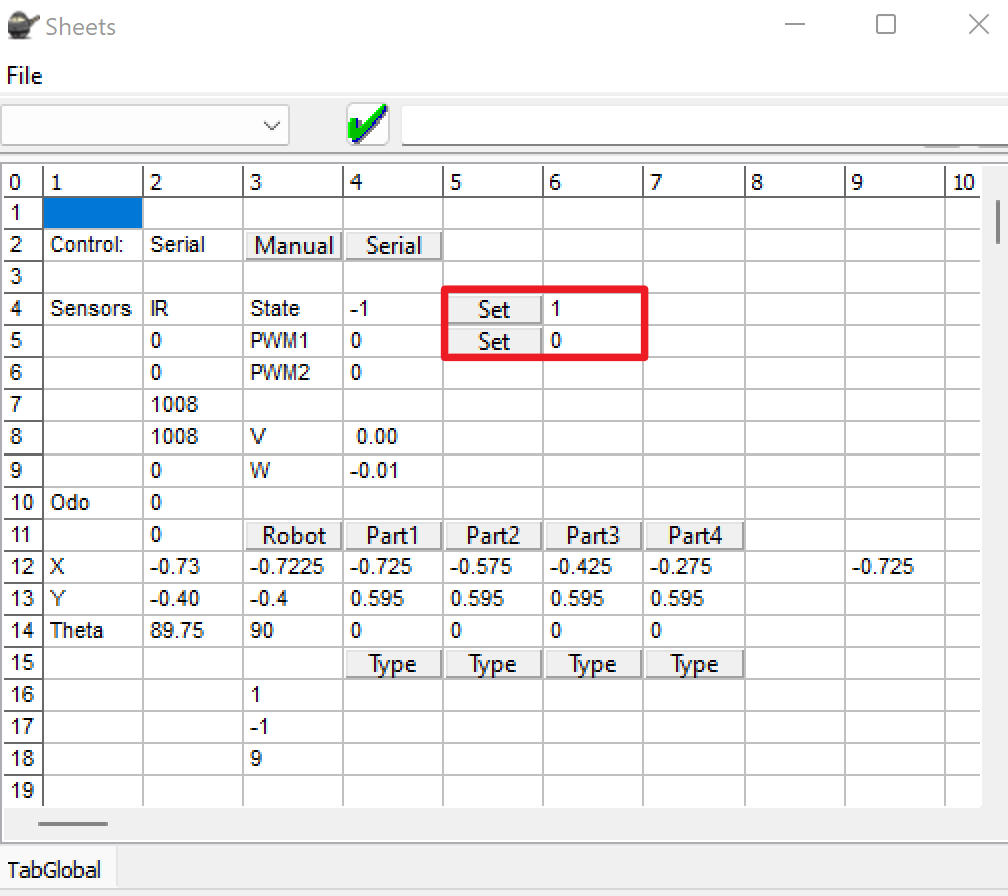 Sheets
File
0 1 2 3 4 5 6 7 8 9 10
1
2 Control: Serial Manual Serial
3
4 Sensors IR State -1 Set 1
5 0 PWM1 0 Set 0
6 0 PWM2 0
7 1008
8 1008 V 0.00
9 0 W -0.01
10 Odo 0
11 0 Robot Part1 Part2 Part3 Part4
12 X -0.73 -0.7225 -0.725 -0.575 -0.425 -0.275 -0.725
13 Y -0.40 -0.4 0.595 0.595 0.595 0.595
14 Theta 89.75 90 0 0 0 0
15 Type Type Type Type
16 1
17 -1
18 9
19
TabGlobal